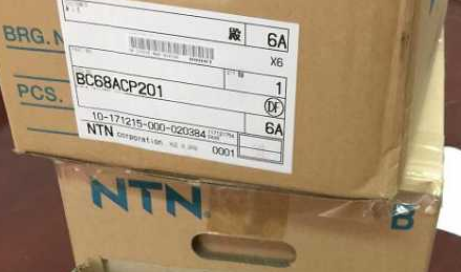 殿 6A
BRG. N
X6
BC68ACP201 1
PCS.
DF
6A
10-171215-000-020384
NTN corporation 0001
NTN
B